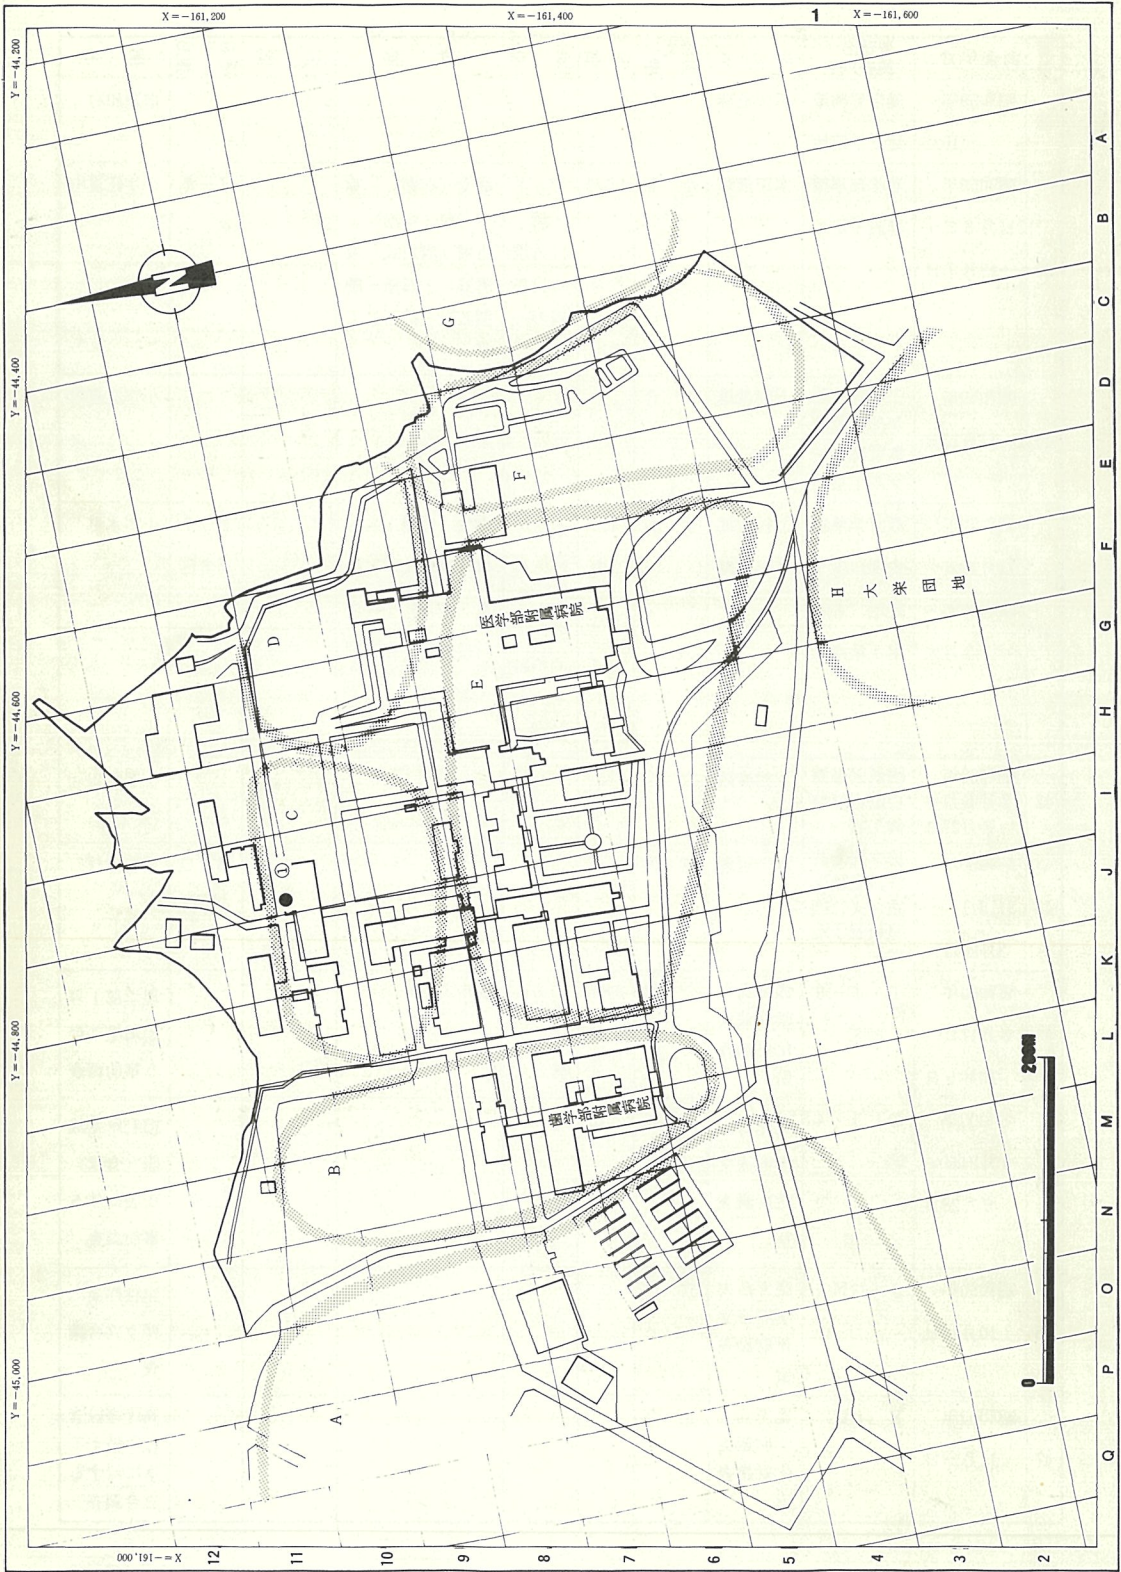 X=−161,200
X=−161,400
1
X=−161,600
Y=−44,200
Y=−44,400
Y=−44,600
Y=−44,800
Y=−45,000
X=−161,000
A
B
C
D
E
F
G
H
I
J
K
L
M
N
O
P
Q
12
11
10
9
8
7
6
5
4
3
2
N
G
F
D
E
医学部附属病院
H 大栄団地
C
①
B
歯学部附属病院
A
0
200M